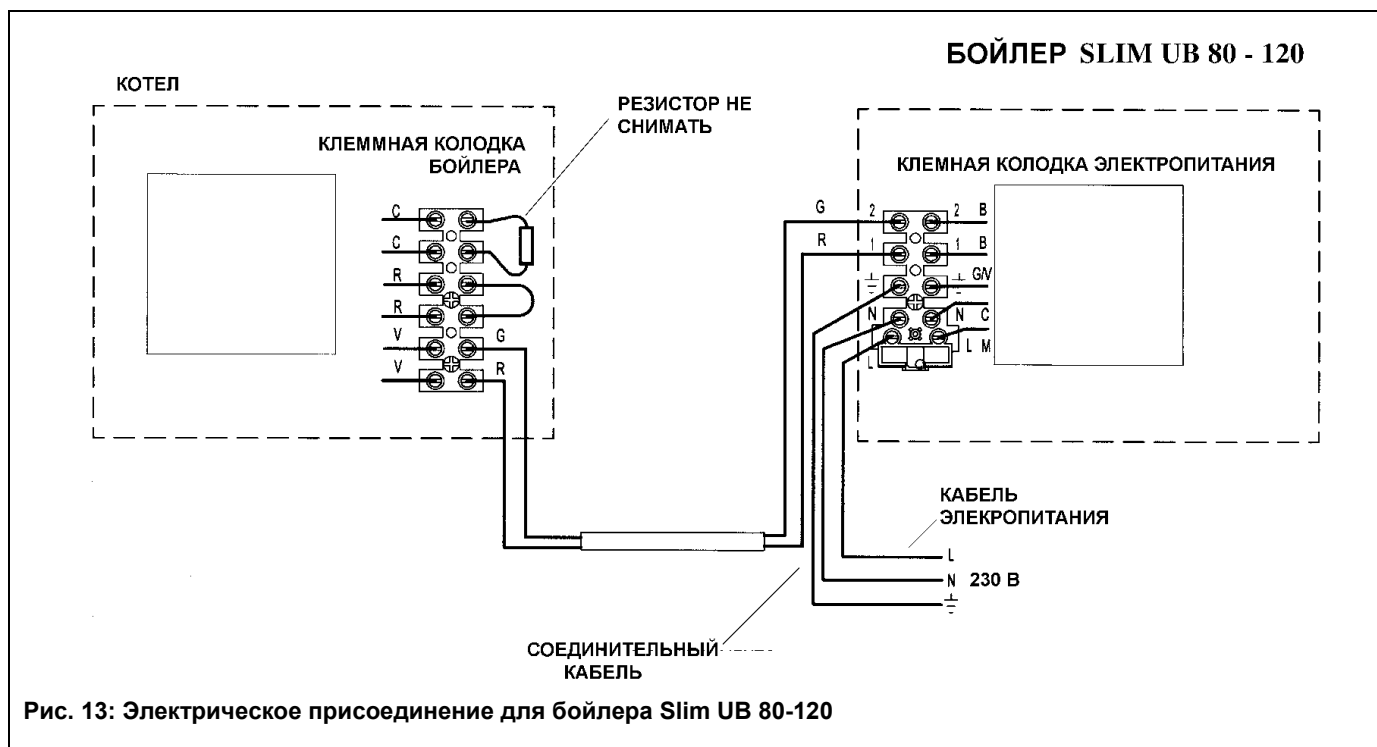 БОЙЛЕР SLIM UB 80 - 120
КОТЕЛ
РЕЗИСТОР НЕ
СНИМАТЬ
КЛЕММНАЯ КОЛОДКА
БОЙЛЕРА
КЛЕМНАЯ КОЛОДКА ЭЛЕКТРОПИТАНИЯ
C
C
R
R
V
V
G
R
G
R
2
1
N
L
2 B
1 B
G/V
N C
L M
КАБЕЛЬ
ЭЛЕКРОПИТАНИЯ
L
N 230 В
СОЕДИНИТЕЛЬНЫЙ
КАБЕЛЬ
Рис. 13: Электрическое присоединение для бойлера Slim UB 80-120